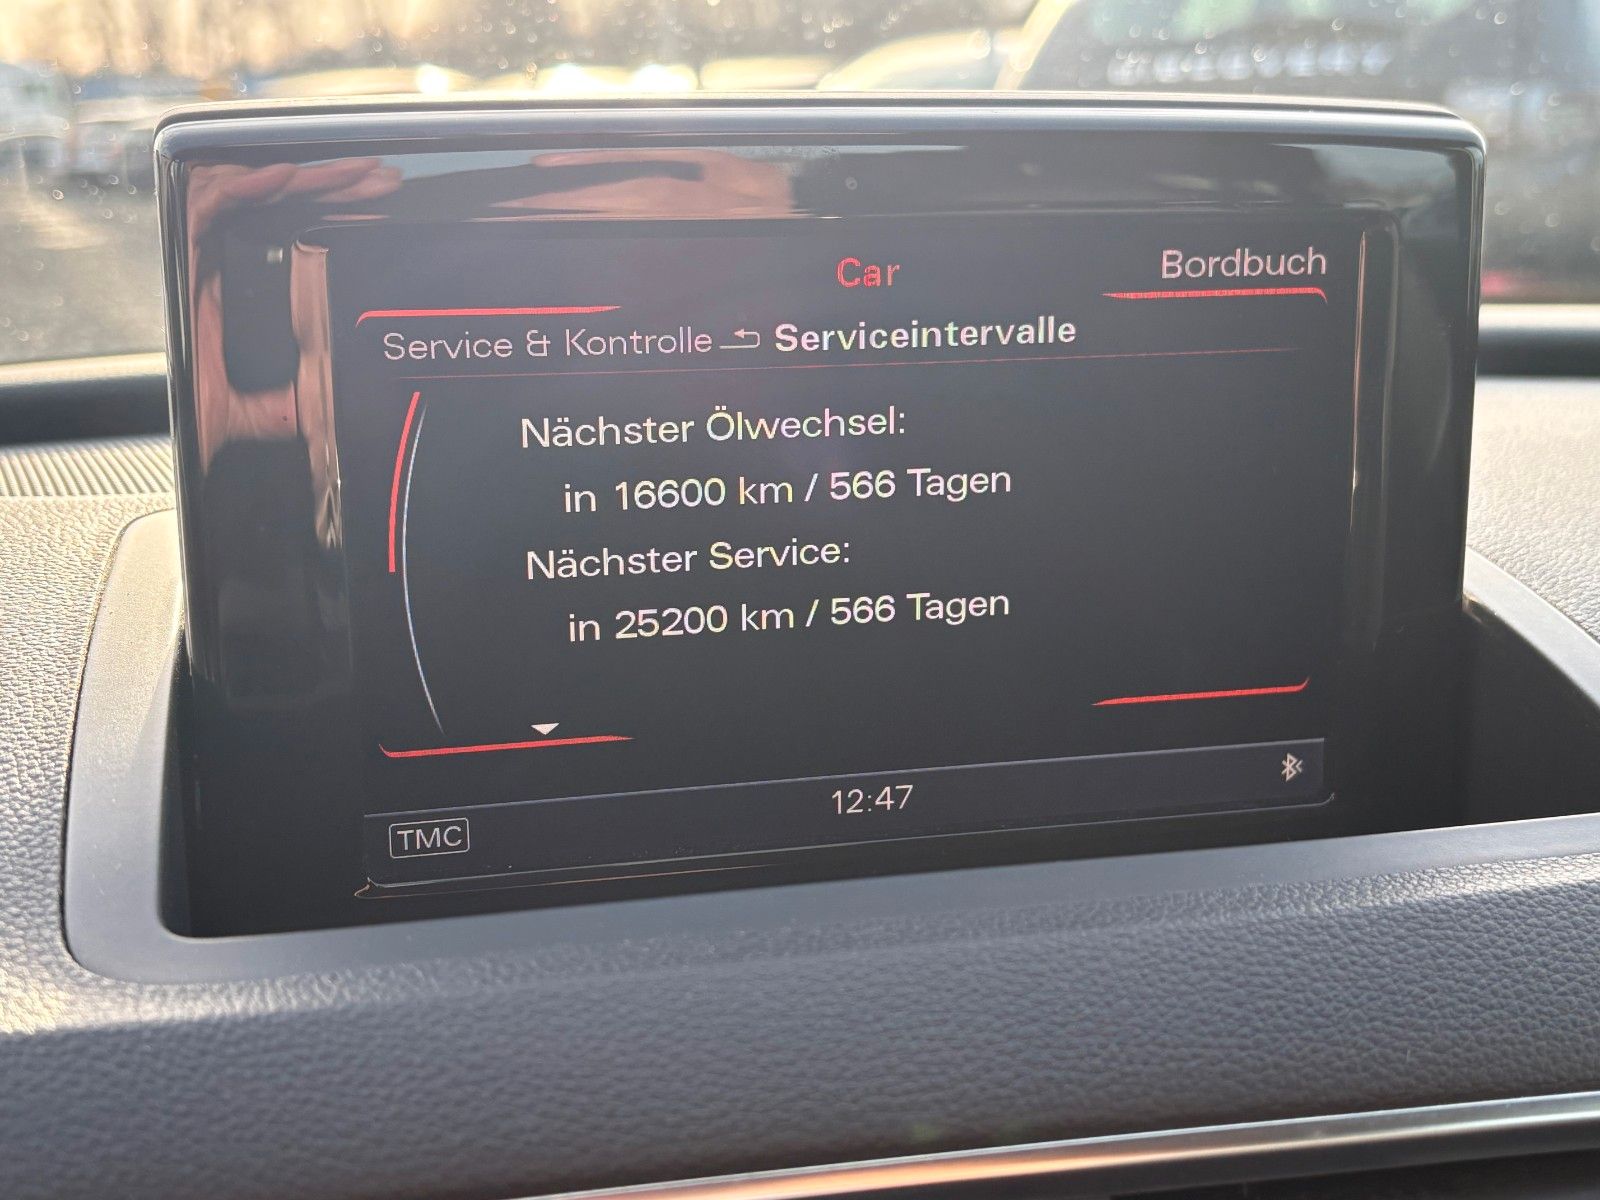 Car
Bordbuch
Service & Kontrolle Serviceintervalle
Nächster Ölwechsel:
in 16600 km / 566 Tagen
Nächster Service:
in 25200 km / 566 Tagen
12:47
TMC